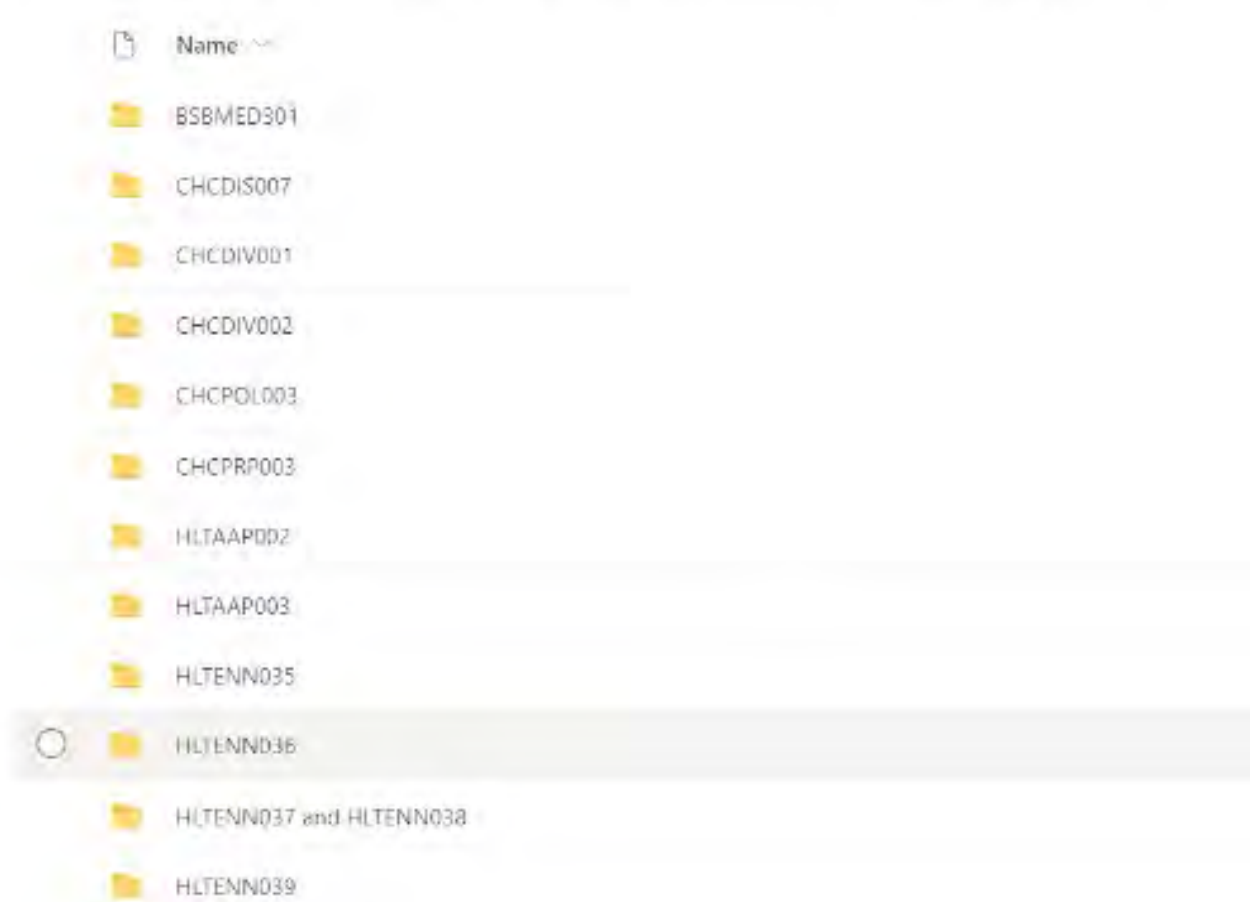 Name
BSBMED301
CHCDIS007
CHCDIV001
CHCDIV002
CHCPOL003
CHCPRP003
HLTAAP002
HLTAAP003
HLTENN035
HLTENN036
HLTENN037 and HLTENN038
HLTENN039